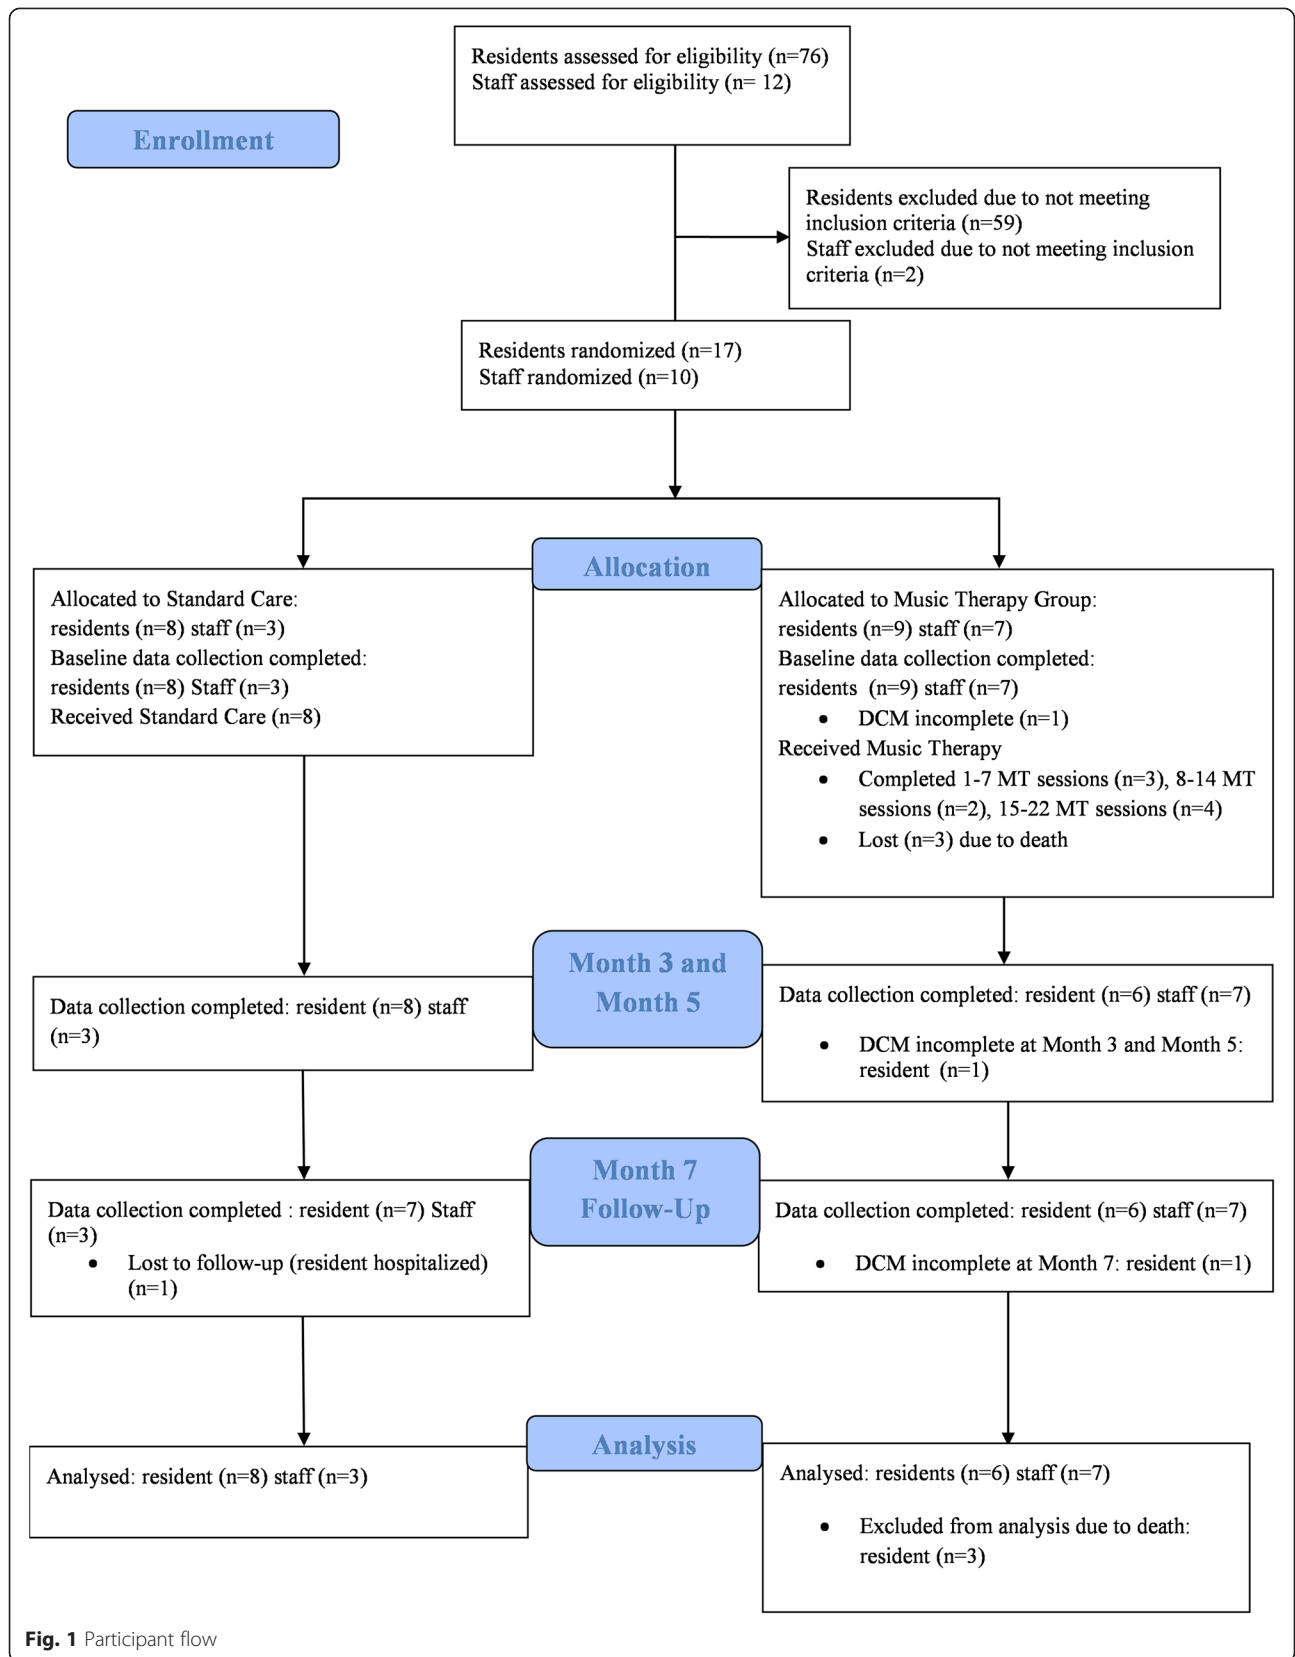 Residents assessed for eligibility (n=76)
Staff assessed for eligibility (n= 12)
Enrollment
Residents excluded due to not meeting
inclusion criteria (n=59)
Staff excluded due to not meeting inclusion
criteria (n=2)
Residents randomized (n=17)
Staff randomized (n=10)
Allocation
Allocated to Standard Care:
residents (n=8) staff (n=3)
Baseline data collection completed:
residents (n=8) Staff (n=3)
Received Standard Care (n=8)
Allocated to Music Therapy Group:
residents (n=9) staff (n=7)
Baseline data collection completed:
residents  (n=9) staff (n=7)
• DCM incomplete (n=1)
Received Music Therapy
• Completed 1-7 MT sessions (n=3), 8-14 MT
sessions (n=2), 15-22 MT sessions (n=4)
• Lost (n=3) due to death
Month 3 and
Month 5
Data collection completed: resident (n=8) staff
(n=3)
Data collection completed: resident (n=6) staff (n=7)
• DCM incomplete at Month 3 and Month 5:
resident  (n=1)
Month 7
Follow-Up
Data collection completed : resident (n=7) Staff
(n=3)
• Lost to follow-up (resident hospitalized)
(n=1)
Data collection completed: resident (n=6) staff (n=7)
• DCM incomplete at Month 7: resident (n=1)
Analysis
Analysed: resident (n=8) staff (n=3)
Analysed: residents (n=6) staff (n=7)
• Excluded from analysis due to death:
resident (n=3)
Fig. 1 Participant flow